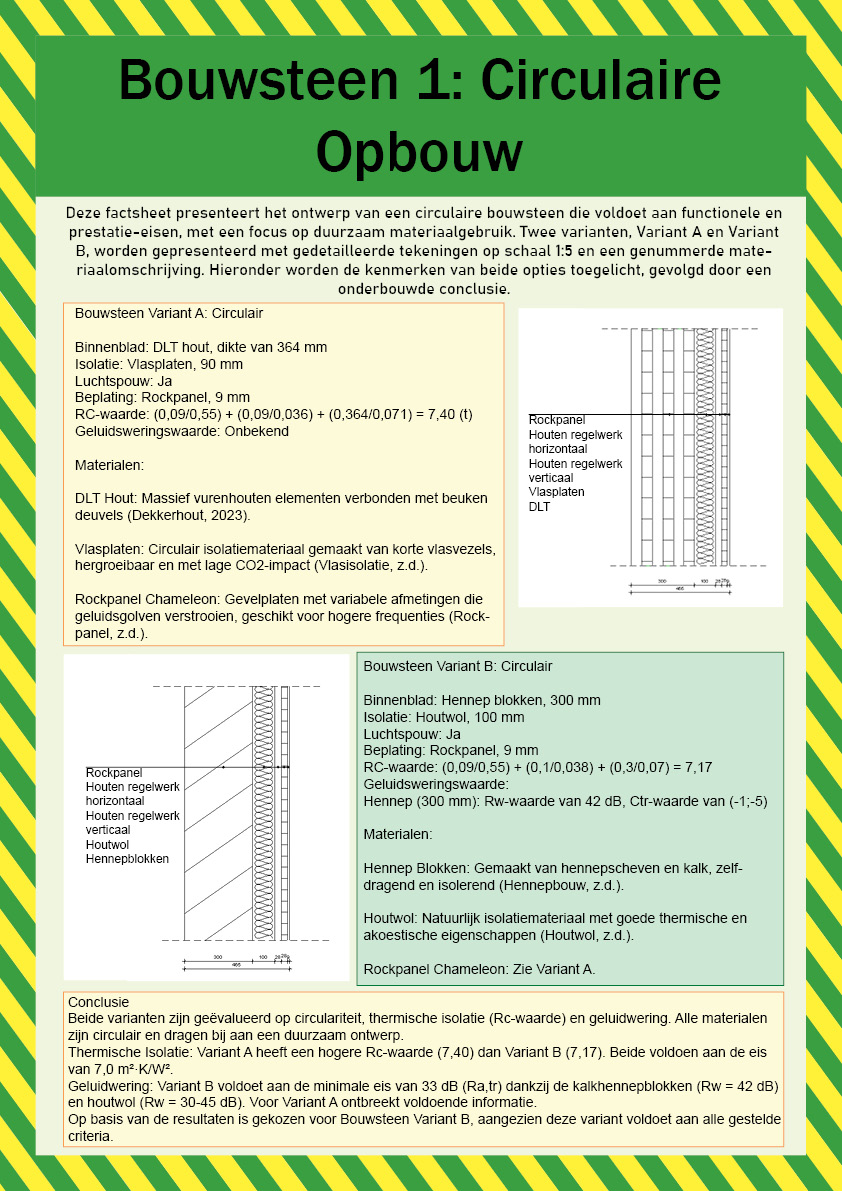 Bouwsteen 1: Circulaire
Opbouw
Deze factsheet presenteert het ontwerp van een circulaire bouwsteen die voldoet aan functionele en
prestatie-eisen, met een focus op duurzaam materiaalgebruik. Twee varianten, Variant A en Variant
B, worden gepresenteerd met gedetailleerde tekeningen op schaal 1:5 en een genummerde mate-
riaalomschrijving. Hieronder worden de kenmerken van beide opties toegelicht, gevolgd door een
onderbouwde conclusie.
Bouwsteen Variant A: Circulair
Binnenblad: DLT hout, dikte van 364 mm
Isolatie: Vlasplaten, 90 mm
Luchtspouw: Ja
Beplating: Rockpanel, 9 mm
RC-waarde: (0,09/0,55) + (0,09/0,036) + (0,364/0,071) = 7,40 (t)
Geluidsweringswaarde: Onbekend
Materialen:
DLT Hout: Massief vurenhouten elementen verbonden met beuken
deuvels (Dekkerhout, 2023).
Vlasplaten: Circulair isolatiemateriaal gemaakt van korte vlasvezels,
hergroeibaar en met lage CO2-impact (Vlasisolatie, z.d.).
Rockpanel Chameleon: Gevelplaten met variabele afmetingen die
geluidsgolven verstrooien, geschikt voor hogere frequenties (Rock-
panel, z.d.).
Rockpanel
Houten regelwerk
horizontaal
Houten regelwerk
verticaal
Vlasplaten
DLT
300 100
465
Rockpanel
Houten regelwerk
horizontaal
Houten regelwerk
verticaal
Houtwol
Hennepblokken
300 100
465
Bouwsteen Variant B: Circulair
Binnenblad: Hennep blokken, 300 mm
Isolatie: Houtwol, 100 mm
Luchtspouw: Ja
Beplating: Rockpanel, 9 mm
RC-waarde: (0,09/0,55) + (0,1/0,038) + (0,3/0,07) = 7,17
Geluidsweringswaarde:
Hennep (300 mm): Rw-waarde van 42 dB, Ctr-waarde van (-1;-5)
Materialen:
Hennep Blokken: Gemaakt van hennepscheven en kalk, zelf-
dragend en isolerend (Hennepbouw, z.d.).
Houtwol: Natuurlijk isolatiemateriaal met goede thermische en
akoestische eigenschappen (Houtwol, z.d.).
Rockpanel Chameleon: Zie Variant A.
Conclusie
Beide varianten zijn geëvalueerd op circulariteit, thermische isolatie (Rc-waarde) en geluidwering. Alle materialen
zijn circulair en dragen bij aan een duurzaam ontwerp.
Thermische Isolatie: Variant A heeft een hogere Rc-waarde (7,40) dan Variant B (7,17). Beide voldoen aan de eis
van 7,0 m²·K/W².
Geluidwering: Variant B voldoet aan de minimale eis van 33 dB (Ra,tr) dankzij de kalkhennepblokken (Rw = 42 dB)
en houtwol (Rw = 30-45 dB). Voor Variant A ontbreekt voldoende informatie.
Op basis van de resultaten is gekozen voor Bouwsteen Variant B, aangezien deze variant voldoet aan alle gestelde
criteria.